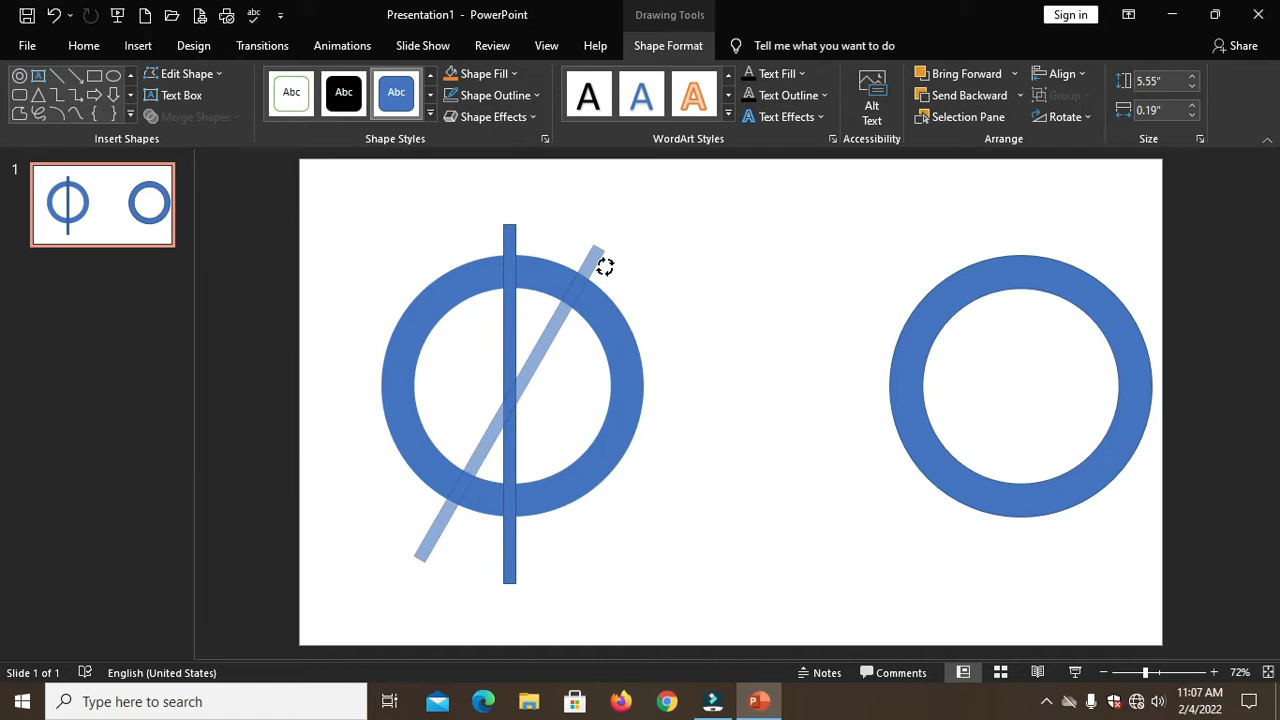 Presentation1 - PowerPoint
Drawing Tools
Sign in
File
Home
Insert
Design
Transitions
Animations
Slide Show
Review
View
Help
Shape Format
Tell me what you want to do
Share
Edit Shape
Text Box
Merge Shapes
Insert Shapes
Abc
Abc
Abc
Shape Fill
Shape Outline
Shape Effects
Shape Styles
A
A
A
Text Fill
Text Outline
Text Effects
WordArt Styles
Alt
Text
Accessibility
Bring Forward
Send Backward
Selection Pane
Align
Group
Rotate
Arrange
5.55"
0.19"
Size
1
Slide 1 of 1
English (United States)
Notes
Comments
72%
Type here to search
11:07 AM
2/4/2022